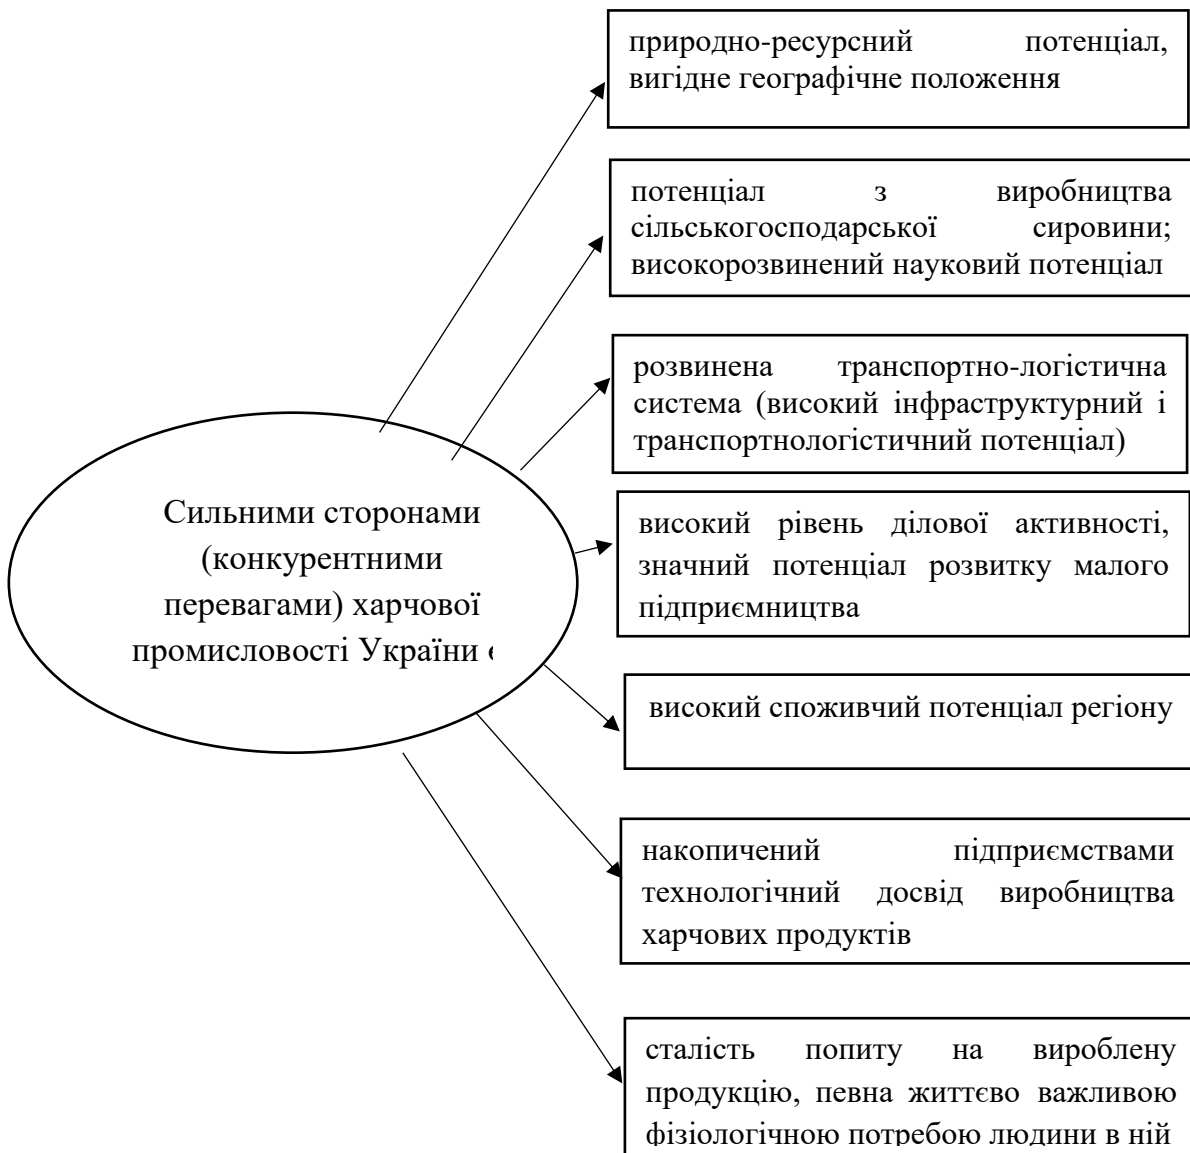 природно-ресурсний потенціал,
вигідне географічне положення
потенціал з виробництва
сільськогосподарської сировини;
високорозвинений науковий потенціал
розвинена транспортно-логістична
система (високий інфраструктурний і
транспортнологістичний потенціал)
Сильними сторонами
(конкурентними
перевагами) харчової
промисловості України є
високий рівень ділової активності,
значний потенціал розвитку малого
підприємництва
високий споживчий потенціал регіону
накопичений підприємствами
технологічний досвід виробництва
харчових продуктів
сталість попиту на вироблену
продукцію, певна життєво важливою
фізіологічною потребою людини в ній